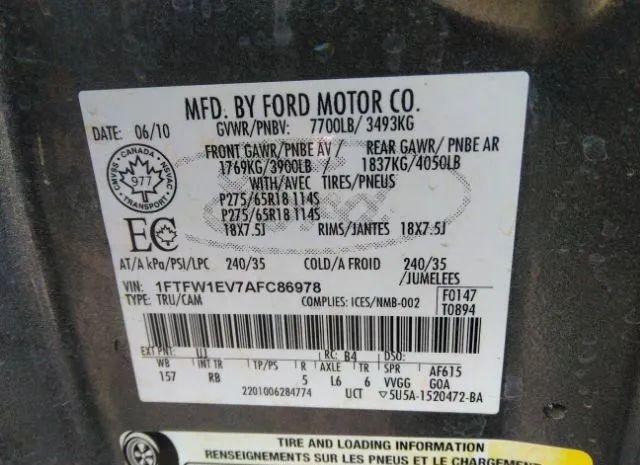 MFD. BY FORD MOTOR CO.
DATE: 06/10 GVWR/PNBV: 7700LB/ 3493KG
FRONT GAWR/PNBE AV / REAR GAWR/ PNBE AR
1769KG/3900LB 1837KG/4050LB
WITH/AVEC TIRES/PNEUS
P275/65R18 114S
P275/65R18 114S
18X7.5J RIMS/JANTES 18X7.5J
CANADA
977
TRANSPORT
EC
AT/A kPa/PSI/LPC 240/35 COLD/A FROID 240/35
/JUMELEES
VIN: 1FTFW1EV7AFC86978
TYPE: TRU/CAM COMPLIES: ICES/NMB-002
F0147
T0894
EXT PNT: UJ RC: B4 DSO:
WB INT TR TP/PS R AXLE TR SPR AF615
157 RB 5 L6 6 VVGG GOA
2201006284774 UCT ▽5U5A-1520472-BA
TIRE AND LOADING INFORMATION
RENSEIGNEMENTS SUR LES PNEUS ET LE CHARGEMENT